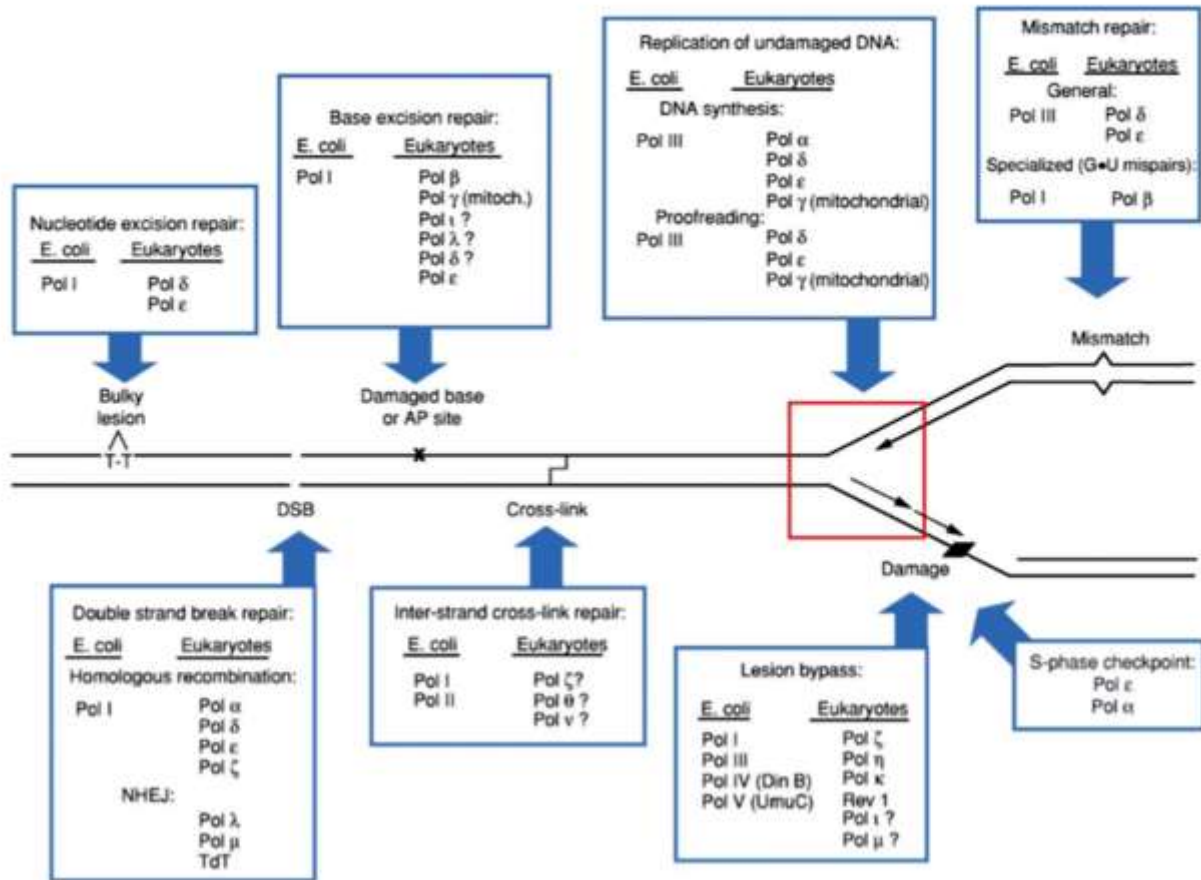 Nucleotide excision repair:
E. coli Eukaryotes
Pol I Pol δ
Pol ε
Base excision repair:
E. coli Eukaryotes
Pol I Pol β
Pol γ (mitoch.)
Pol ι ?
Pol λ ?
Pol δ ?
Pol ε
Replication of undamaged DNA:
E. coli Eukaryotes
DNA synthesis:
Pol III Pol α
Pol δ
Pol ε
Pol γ (mitochondrial)
Proofreading:
Pol III Pol δ
Pol ε
Pol γ (mitochondrial)
Mismatch repair:
E. coli Eukaryotes
General:
Pol III Pol δ
Pol ε
Specialized (G•U mispairs):
Pol I Pol β
Bulky
lesion
T-T
Damaged base
or AP site
x
Mismatch
DSB
Cross-link
Damage
Double strand break repair:
E. coli Eukaryotes
Homologous recombination:
Pol I Pol α
Pol δ
Pol ε
Pol ζ
NHEJ:
Pol λ
Pol μ
TdT
Inter-strand cross-link repair:
E. coli Eukaryotes
Pol I Pol ζ?
Pol II Pol θ ?
Pol ν ?
Lesion bypass:
E. coli Eukaryotes
Pol I Pol ζ
Pol III Pol η
Pol IV (Din B) Pol κ
Pol V (UmuC) Rev 1
Pol ι ?
Pol μ ?
S-phase checkpoint:
Pol ε
Pol α